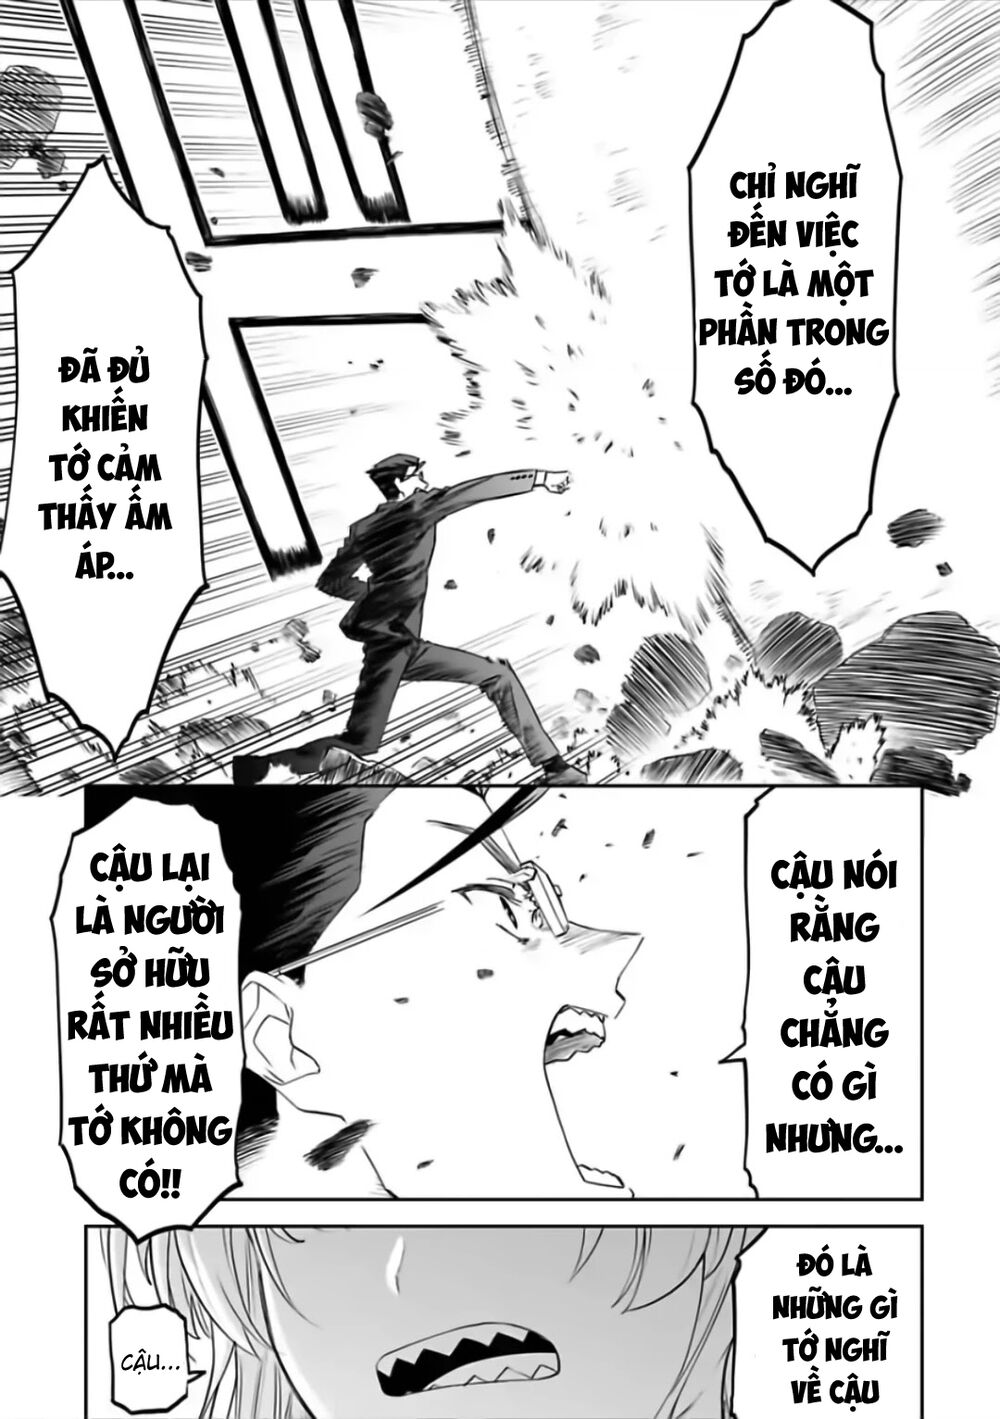 CHỈ NGHĨ
ĐẾN VIỆC
TỚ LÀ MỘT
PHẦN TRONG
SỐ ĐÓ...
ĐÃ ĐỦ
KHIẾN
TỚ CẢM
THẤY ẤM
ÁP...
CẬU NÓI
RẰNG
CẬU
CHẲNG
CÓ GÌ
NHƯNG...
CẬU LẠI
LÀ NGƯỜI
SỞ HỮU
RẤT NHIỀU
THỨ MÀ
TỚ KHÔNG
CÓ!!
ĐÓ LÀ
NHỮNG GÌ
TỚ NGHĨ
VỀ CẬU
CẬU...